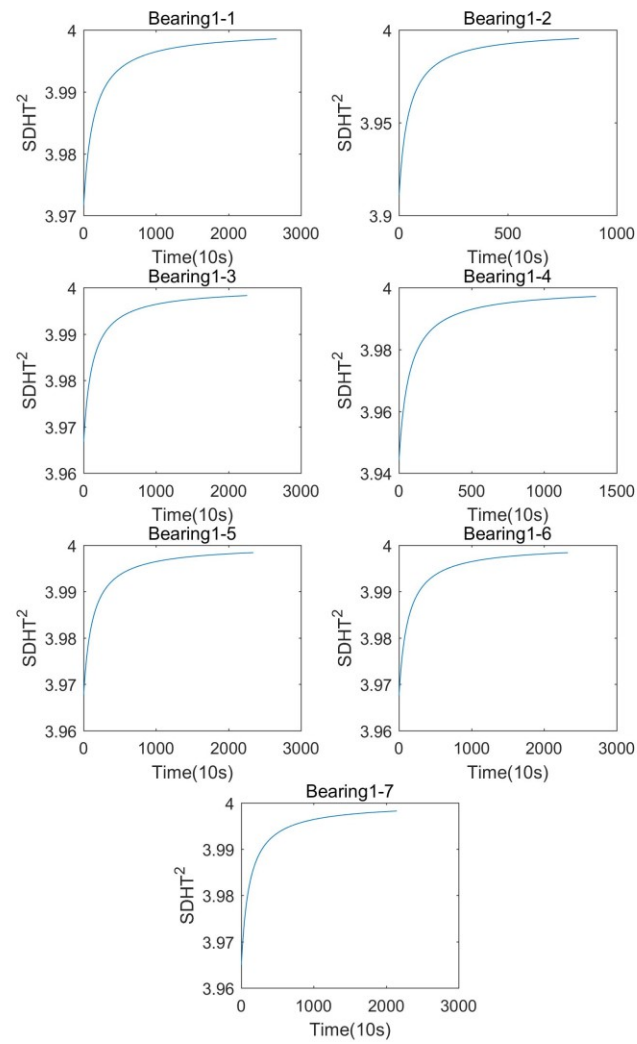 Bearing1-1
4
3.99
3.98
3.97
SDHT²
0 1000 2000 3000
Time(10s)
Bearing1-2
4
3.95
3.9
SDHT²
0 500 1000
Time(10s)
Bearing1-3
4
3.99
3.98
3.97
3.96
SDHT²
0 1000 2000 3000
Time(10s)
Bearing1-4
4
3.98
3.96
3.94
SDHT²
0 500 1000 1500
Time(10s)
Bearing1-5
4
3.99
3.98
3.97
3.96
SDHT²
0 1000 2000 3000
Time(10s)
Bearing1-6
4
3.99
3.98
3.97
3.96
SDHT²
0 1000 2000 3000
Time(10s)
Bearing1-7
4
3.99
3.98
3.97
3.96
SDHT²
0 1000 2000 3000
Time(10s)